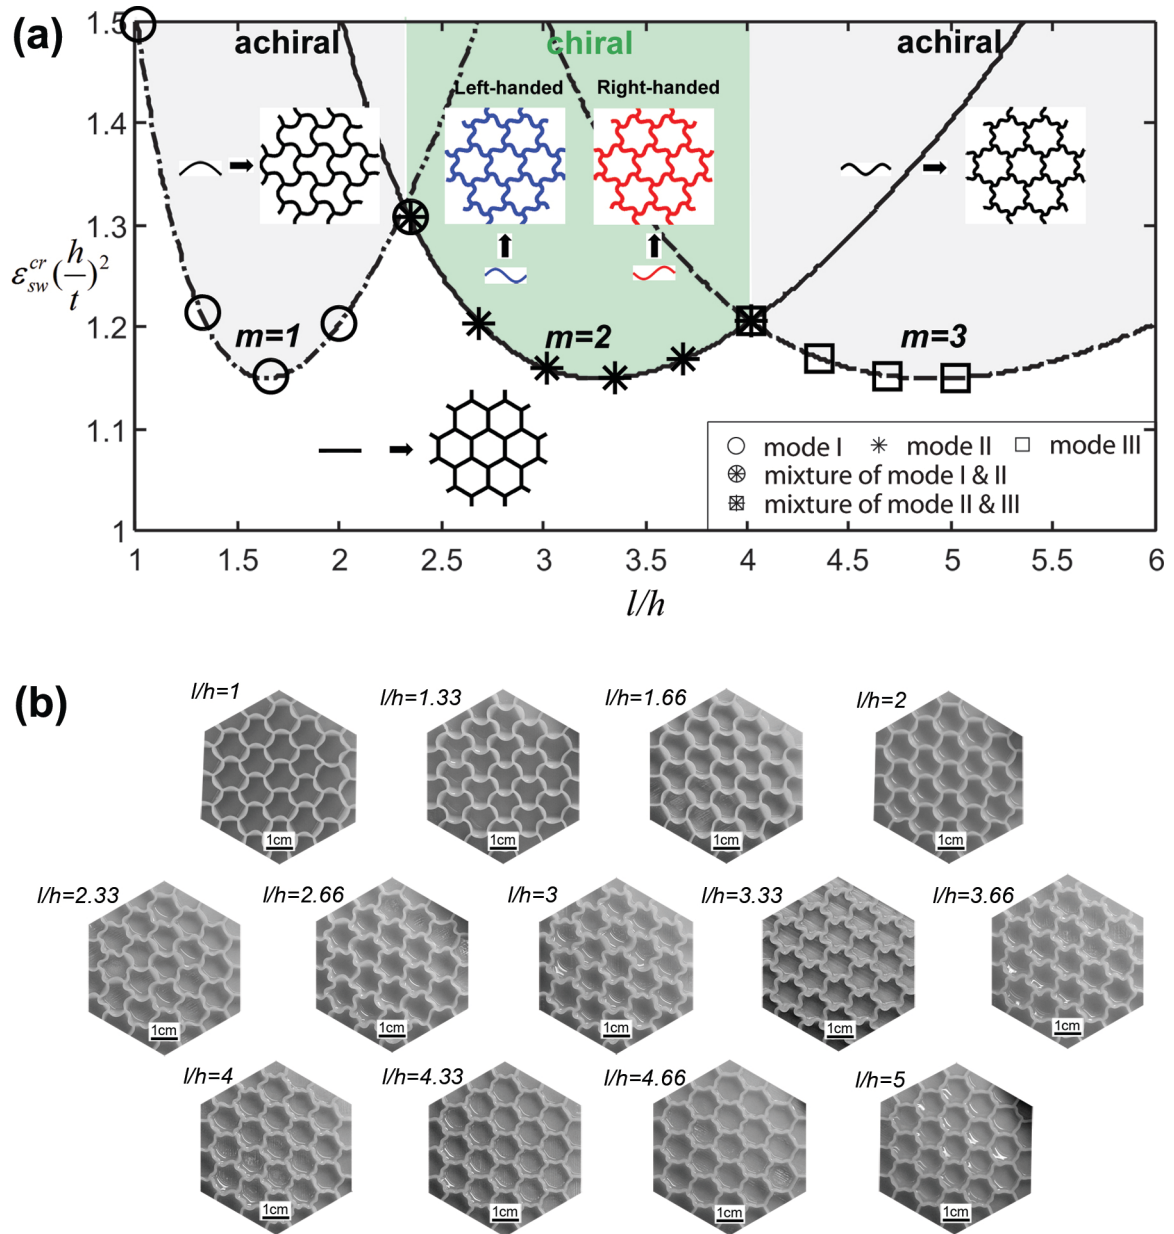 (a)
achiral
chiral
achiral
Left-handed
Right-handed
m=1
m=2
m=3
1.5
1.4
1.3
1.2
1.1
1
ε_sw^cr(h/t)^2
○ mode I ✳ mode II □ mode III
mixture of mode I & II
mixture of mode II & III
1 1.5 2 2.5 3 3.5 4 4.5 5 5.5 6
l/h
(b)
l/h=1
l/h=1.33
l/h=1.66
l/h=2
1cm
1cm
1cm
1cm
l/h=2.33
l/h=2.66
l/h=3
l/h=3.33
l/h=3.66
1cm
1cm
1cm
1cm
1cm
l/h=4
l/h=4.33
l/h=4.66
l/h=5
1cm
1cm
1cm
1cm